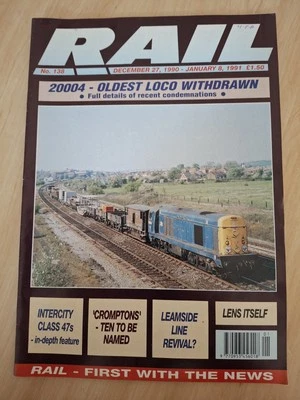 RAIL
No. 138
DECEMBER 27, 1990 - JANUARY 9, 1991 £1.50
20004 - OLDEST LOCO WITHDRAWN
• Full details of recent condemnations •
INTERCITY
CLASS 47s
- in-depth feature
'CROMPTONS'
- TEN TO BE
NAMED
LEAMSIDE
LINE
REVIVAL?
LENS ITSELF
RAIL - FIRST WITH THE NEWS